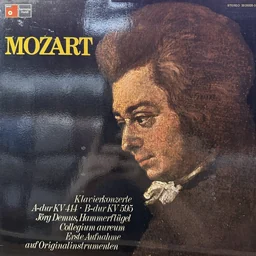 MOZART
Klavierkonzerte
A-dur KV 414 · B-dur KV 595
Jörg Demus, Hammerflügel
Collegium aureum
Erste Aufnahme
auf Originalinstrumenten